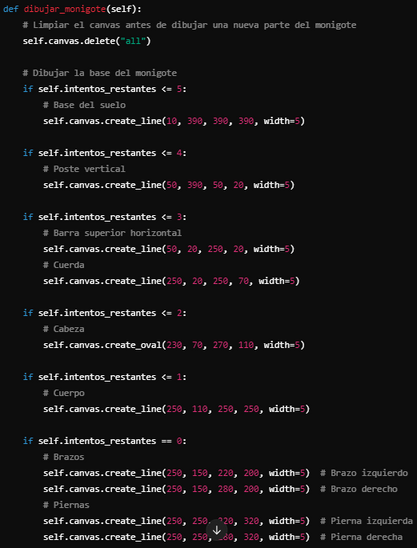 def dibujar_monigote(self):
    # Limpiar el canvas antes de dibujar una nueva parte del monigote
    self.canvas.delete("all")

    # Dibujar la base del monigote
    if self.intentos_restantes <= 5:
        # Base del suelo
        self.canvas.create_line(10, 390, 390, 390, width=5)

    if self.intentos_restantes <= 4:
        # Poste vertical
        self.canvas.create_line(50, 390, 50, 20, width=5)

    if self.intentos_restantes <= 3:
        # Barra superior horizontal
        self.canvas.create_line(50, 20, 250, 20, width=5)
        # Cuerda
        self.canvas.create_line(250, 20, 250, 70, width=5)

    if self.intentos_restantes <= 2:
        # Cabeza
        self.canvas.create_oval(230, 70, 270, 110, width=5)

    if self.intentos_restantes <= 1:
        # Cuerpo
        self.canvas.create_line(250, 110, 250, 250, width=5)

    if self.intentos_restantes == 0:
        # Brazos
        self.canvas.create_line(250, 150, 220, 200, width=5)  # Brazo izquierdo
        self.canvas.create_line(250, 150, 280, 200, width=5)  # Brazo derecho
        # Piernas
        self.canvas.create_line(250, 250, 320, width=5)  # Pierna izquierda
        self.canvas.create_line(250, 250, 320, width=5)  # Pierna derecha